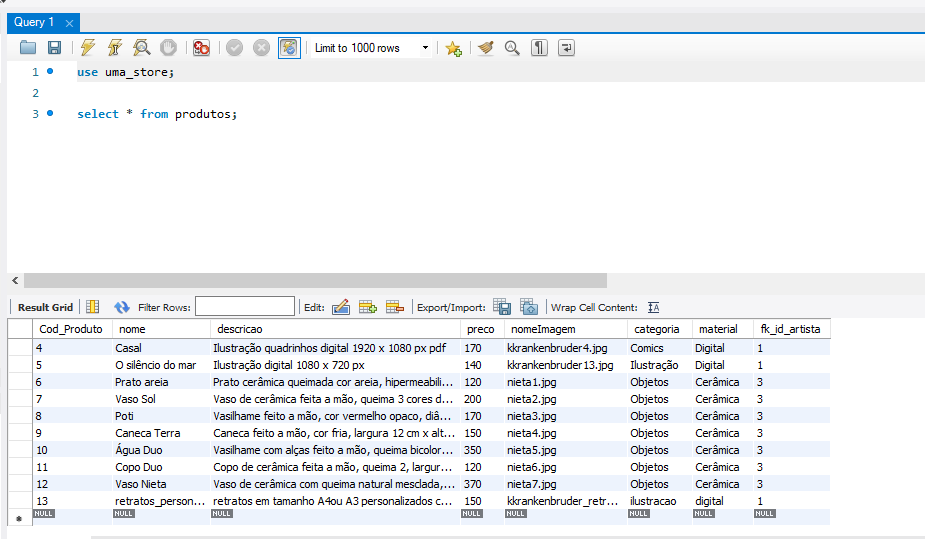 Query 1
Limit to 1000 rows
1 use uma_store;
2
3 select * from produtos;
Result Grid Filter Rows: Edit: Export/Import: Wrap Cell Content:
Cod_Produto nome descricao preco nomeImagem categoria material fk_id_artista
4 Casal Ilustração quadrinhos digital 1920 x 1080 px pdf 170 kkrankenbruder4.jpg Comics Digital 1
5 O silêncio do mar Ilustração digital 1080 x 720 px 140 kkrankenbruder13.jpg Ilustração Digital 1
6 Prato areia Prato cerâmica queimada cor areia, hipermeabili... 120 nieta1.jpg Objetos Cerâmica 3
7 Vaso Sol Vaso de cerâmica feita a mão, queima 3 cores d... 200 nieta2.jpg Objetos Cerâmica 3
8 Poti Vasilhame feito a mão, cor vermelho opaco, diâ... 170 nieta3.jpg Objetos Cerâmica 3
9 Caneca Terra Caneca feito a mão, cor fria, largura 12 cm x alt... 150 nieta4.jpg Objetos Cerâmica 3
10 Água Duo Vasilhame com alças feito a mão, queima bicolor... 350 nieta5.jpg Objetos Cerâmica 3
11 Copo Duo Copo de cerâmica feita a mão, queima 2, largur... 120 nieta6.jpg Objetos Cerâmica 3
12 Vaso Nieta Vaso de cerâmica com queima natural mesclada,... 370 nieta7.jpg Objetos Cerâmica 3
13 retratos_person... retratos em tamanho A4ou A3 personalizados c... 150 kkrankenbruder_retr... ilustracao digital 1
NULL NULL NULL NULL NULL NULL NULL NULL